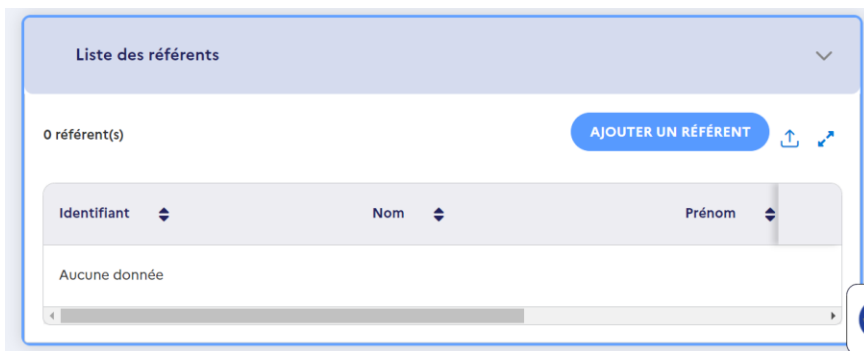 Liste des référents
0 référent(s)
AJOUTER UN RÉFÉRENT
Identifiant Nom Prénom
Aucune donnée